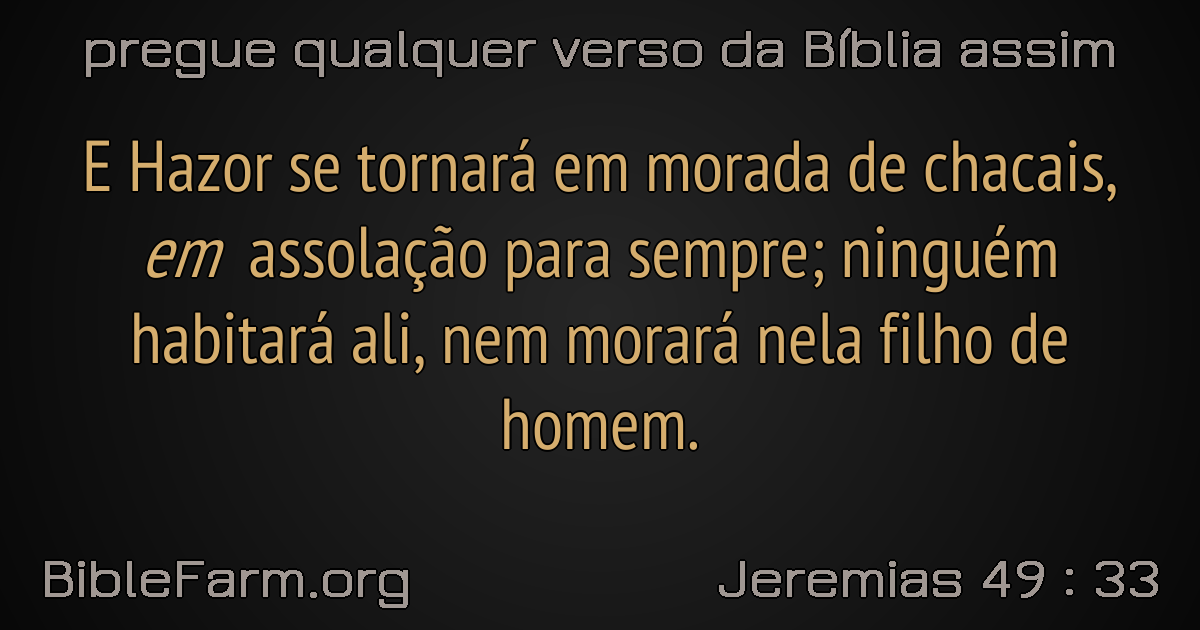 pregue qualquer verso da Bíblia assim
E Hazor se tornará em morada de chacais,
em assolação para sempre; ninguém
habitará ali, nem morará nela filho de
homem.
BibleFarm.org
Jeremias 49 : 33